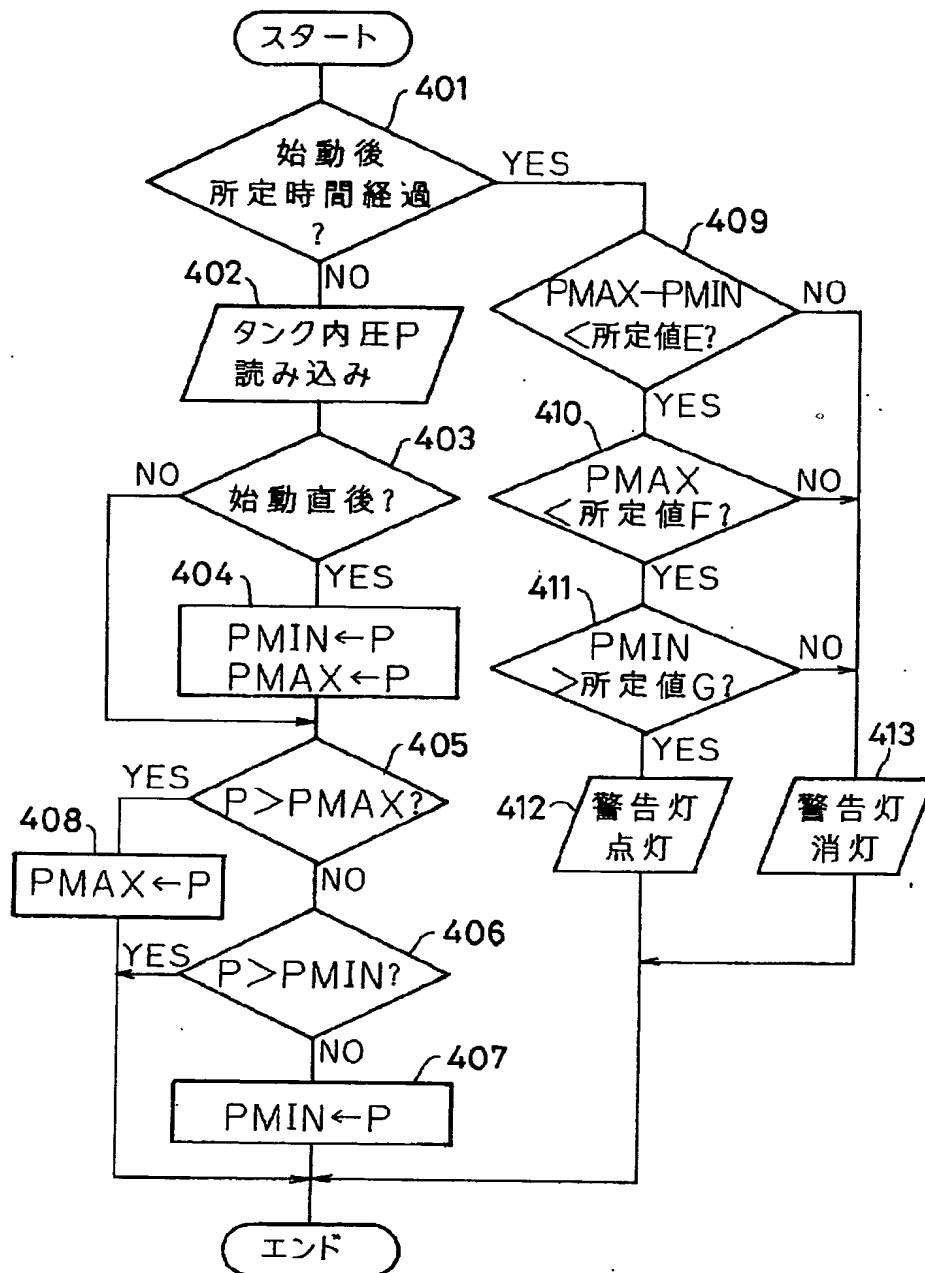 スタート
401
始動後
所定時間経過
?
YES
NO
402
タンク内圧P
読み込み
403
始動直後?
NO
YES
404
PMIN←P
PMAX←P
405
P>PMAX?
YES
NO
408
PMAX←P
406
P>PMIN?
YES
NO
407
PMIN←P
エンド
409
PMAX-PMIN
<所定値E?
NO
YES
410
PMAX
<所定値F?
NO
YES
411
PMIN
>所定値G?
NO
YES
412
警告灯
点灯
413
警告灯
消灯